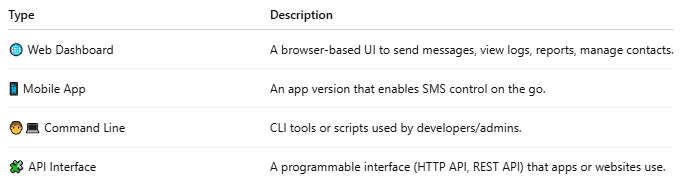 Type Description
🌐 Web Dashboard A browser-based UI to send messages, view logs, reports, manage contacts.
📱 Mobile App An app version that enables SMS control on the go.
🧑‍💻 Command Line CLI tools or scripts used by developers/admins.
🧩 API Interface A programmable interface (HTTP API, REST API) that apps or websites use.